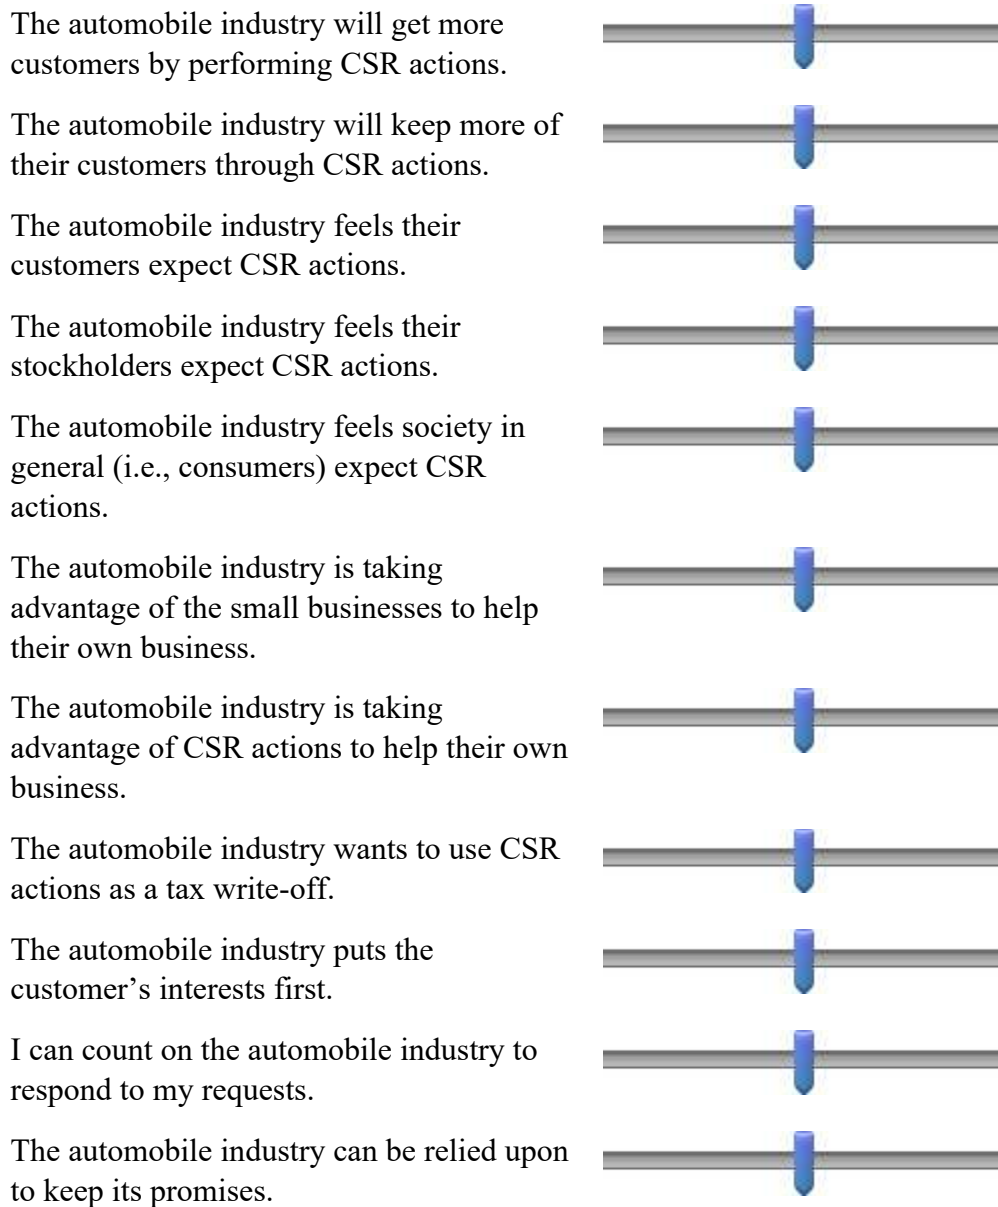 The automobile industry will get more
customers by performing CSR actions.
The automobile industry will keep more of
their customers through CSR actions.
The automobile industry feels their
customers expect CSR actions.
The automobile industry feels their
stockholders expect CSR actions.
The automobile industry feels society in
general (i.e., consumers) expect CSR
actions.
The automobile industry is taking
advantage of the small businesses to help
their own business.
The automobile industry is taking
advantage of CSR actions to help their own
business.
The automobile industry wants to use CSR
actions as a tax write-off.
The automobile industry puts the
customer’s interests first.
I can count on the automobile industry to
respond to my requests.
The automobile industry can be relied upon
to keep its promises.